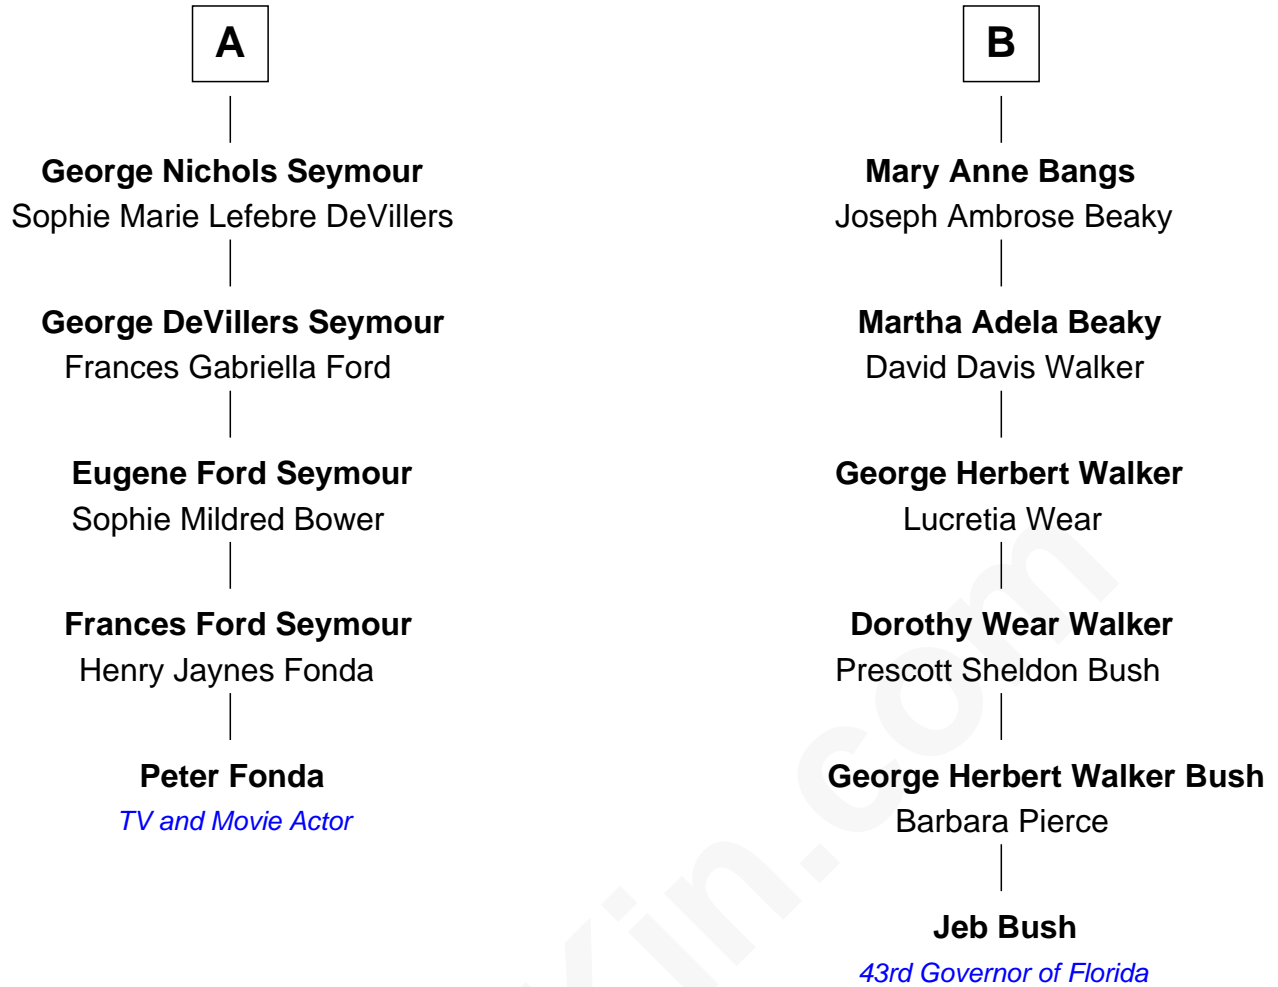 A
George Nichols Seymour
Sophie Marie Lefebre DeVillers
George DeVillers Seymour
Frances Gabriella Ford
Eugene Ford Seymour
Sophie Mildred Bower
Frances Ford Seymour
Henry Jaynes Fonda
Peter Fonda
TV and Movie Actor
B
Mary Anne Bangs
Joseph Ambrose Beaky
Martha Adela Beaky
David Davis Walker
George Herbert Walker
Lucretia Wear
Dorothy Wear Walker
Prescott Sheldon Bush
George Herbert Walker Bush
Barbara Pierce
Jeb Bush
43rd Governor of Florida